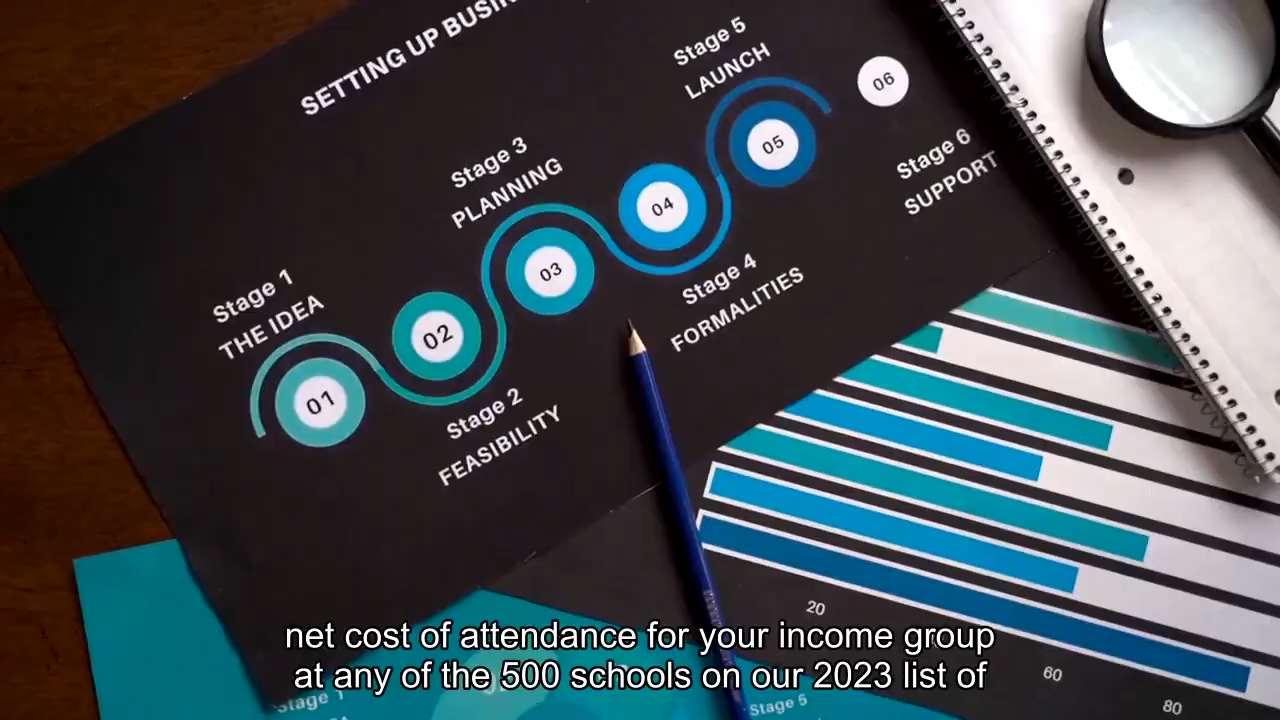 SETTING UP BUSIN
Stage 5
LAUNCH
06
Stage 6
SUPPORT
05
Stage 3
PLANNING
04
Stage 4
FORMALITIES
03
Stage 1
THE IDEA
02
01
Stage 2
FEASIBILITY
20
60
80
net cost of attendance for your income group
at any of the 500 schools on our 2023 list of
Stage 1
Stage 5